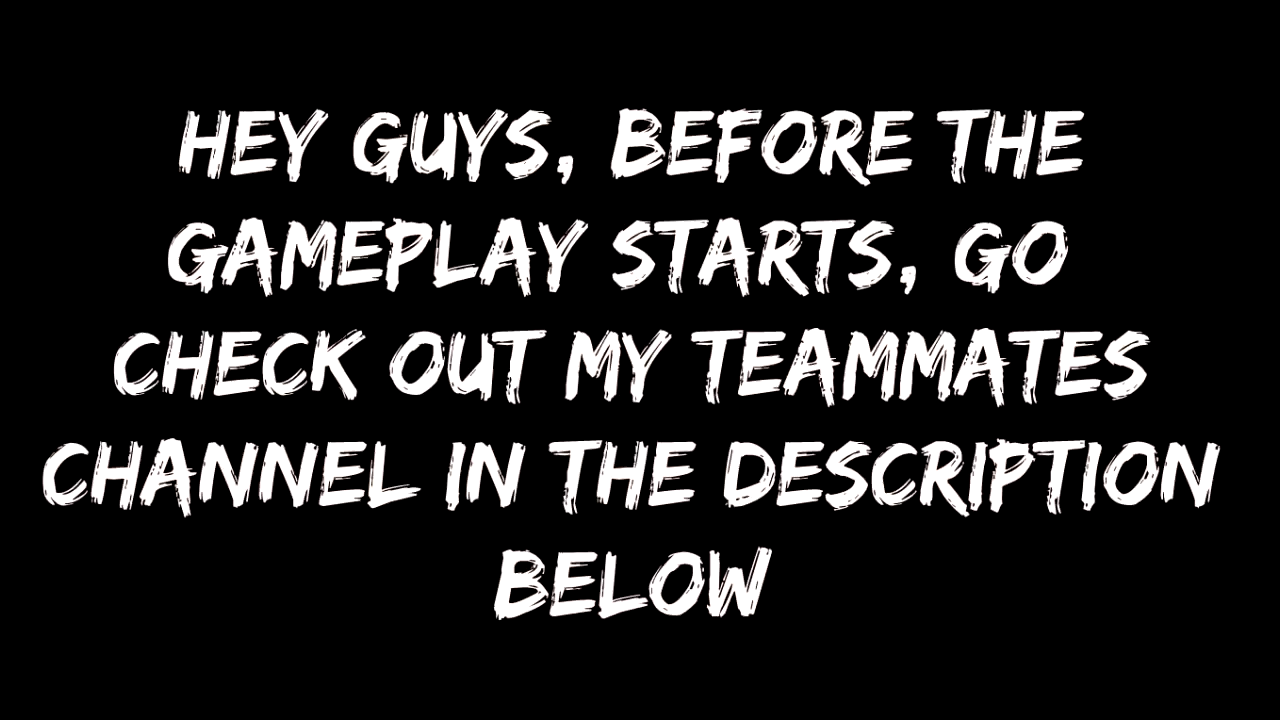 HEY GUYS, BEFORE THE
GAMEPLAY STARTS, GO
CHECK OUT MY TEAMMATES
CHANNEL IN THE DESCRIPTION
BELOW